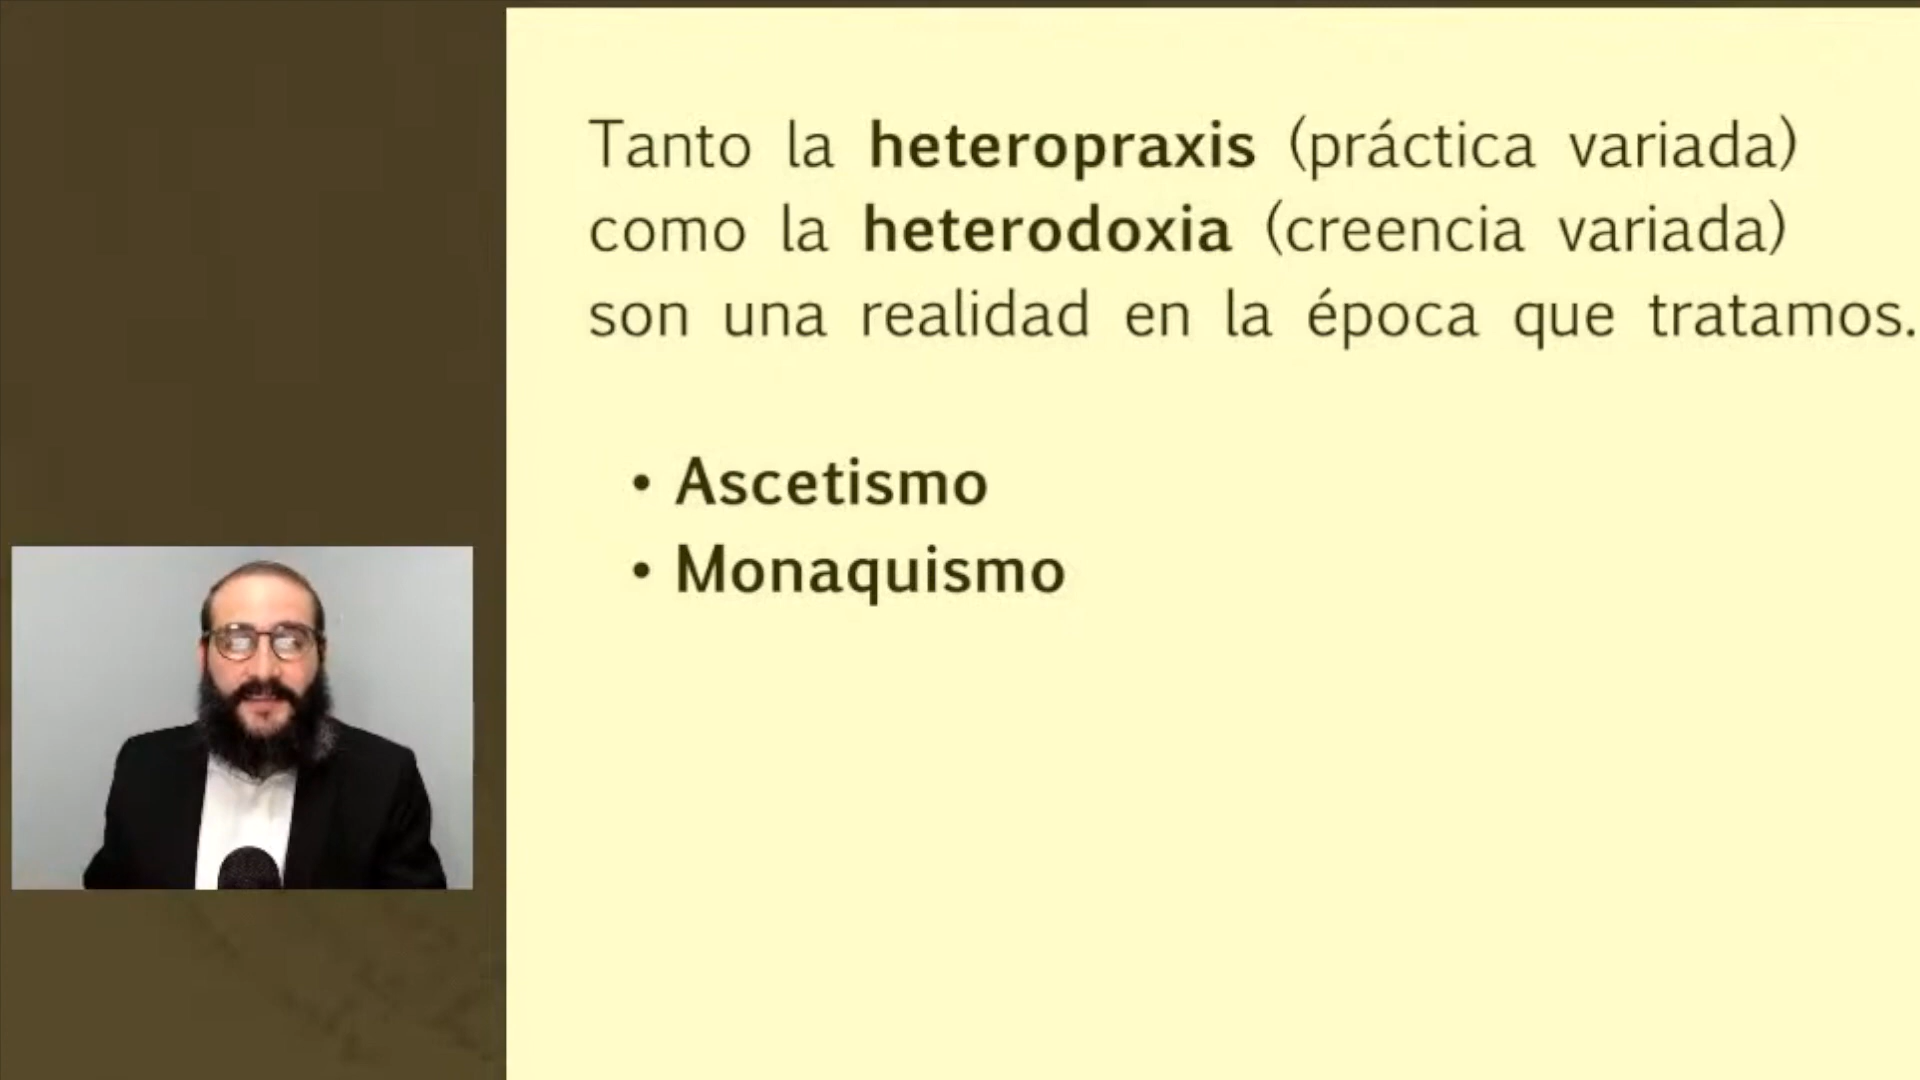 Tanto la heteropraxis (práctica variada)
como la heterodoxia (creencia variada)
son una realidad en la época que tratamos.
• Ascetismo
• Monaquismo